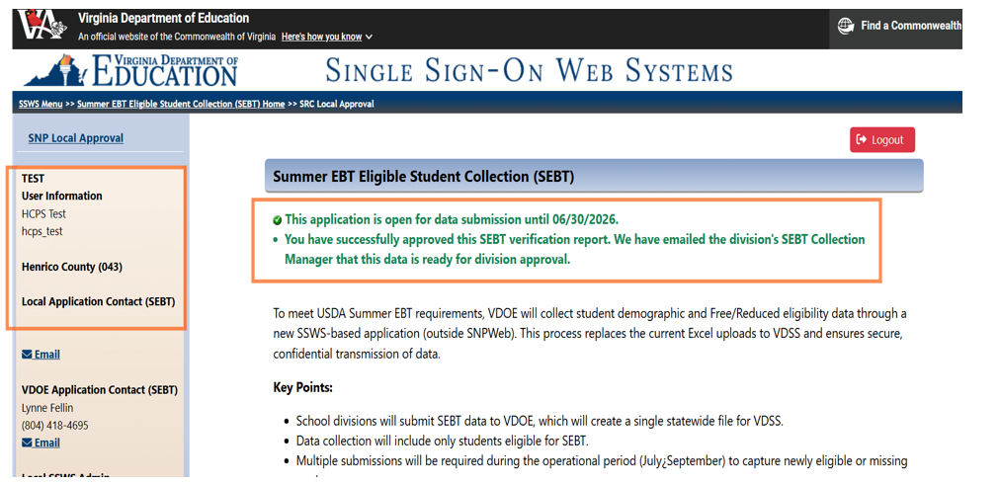 Virginia Department of Education
An official website of the Commonwealth of Virginia Here's how you know
Find a Commonwealth
VA
VIRGINIA DEPARTMENT OF
EDUCATION
SINGLE SIGN-ON WEB SYSTEMS
SSWS Menu >> Summer EBT Eligible Student Collection (SEBT) Home >> SRC Local Approval
SNP Local Approval
Logout
TEST
User Information
HCPS Test
hcps_test
Henrico County (043)
Local Application Contact (SEBT)
Email
VDOE Application Contact (SEBT)
Lynne Fellin
(804) 418-4695
Email
Local SSWS Admin
Summer EBT Eligible Student Collection (SEBT)
This application is open for data submission until 06/30/2026.
• You have successfully approved this SEBT verification report. We have emailed the division's SEBT Collection
Manager that this data is ready for division approval.
To meet USDA Summer EBT requirements, VDOE will collect student demographic and Free/Reduced eligibility data through a
new SSWS-based application (outside SNPWeb). This process replaces the current Excel uploads to VDSS and ensures secure,
confidential transmission of data.
Key Points:
• School divisions will submit SEBT data to VDOE, which will create a single statewide file for VDSS.
• Data collection will include only students eligible for SEBT.
• Multiple submissions will be required during the operational period (July¿September) to capture newly eligible or missing